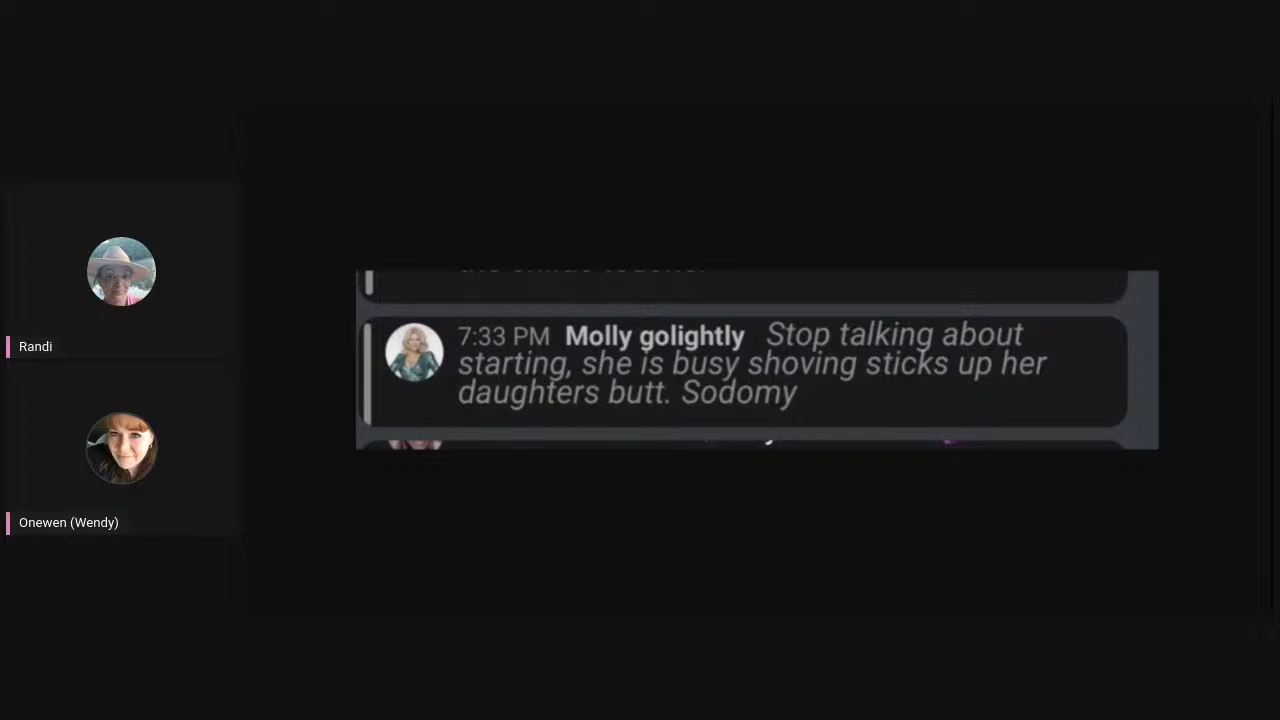 Randi
Onewen (Wendy)
7:33 PM Molly golightly Stop talking about
starting, she is busy shoving sticks up her
daughters butt. Sodomy